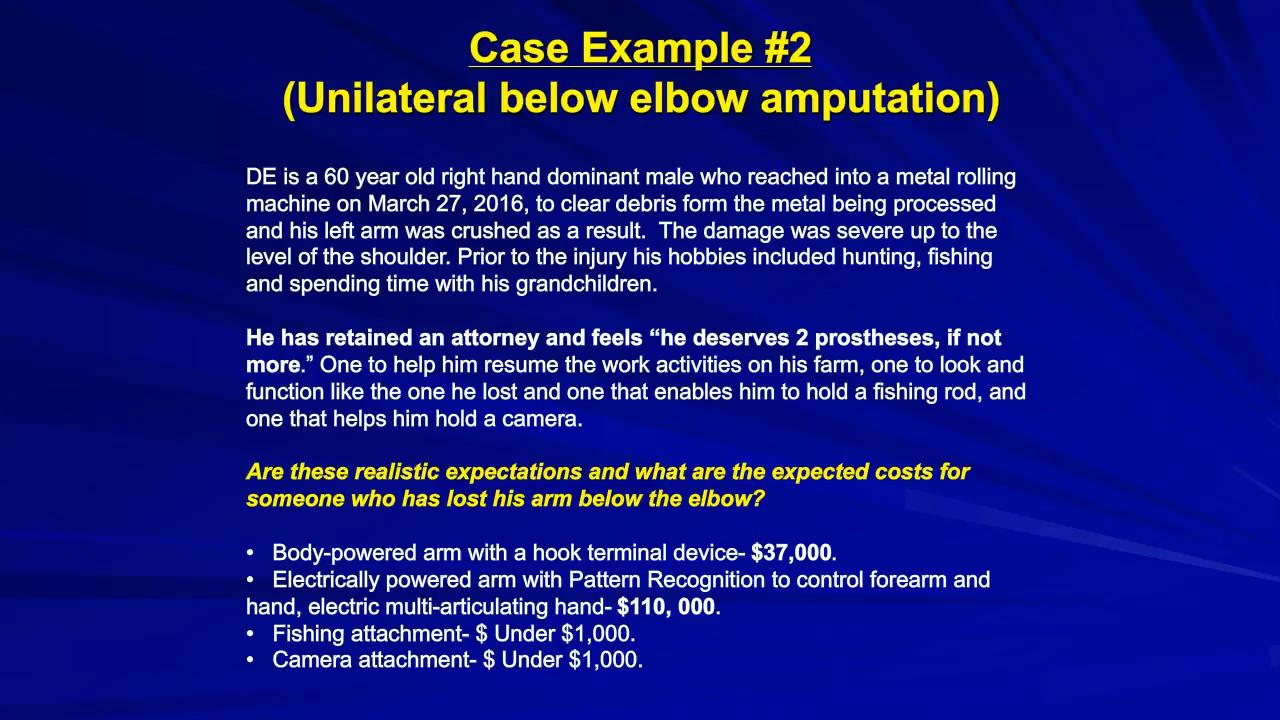 Case Example #2
(Unilateral below elbow amputation)
DE is a 60 year old right hand dominant male who reached into a metal rolling
machine on March 27, 2016, to clear debris form the metal being processed
and his left arm was crushed as a result.  The damage was severe up to the
level of the shoulder. Prior to the injury his hobbies included hunting, fishing
and spending time with his grandchildren.
He has retained an attorney and feels “he deserves 2 prostheses, if not
more.” One to help him resume the work activities on his farm, one to look and
function like the one he lost and one that enables him to hold a fishing rod, and
one that helps him hold a camera.
Are these realistic expectations and what are the expected costs for
someone who has lost his arm below the elbow?
• Body-powered arm with a hook terminal device- $37,000.
• Electrically powered arm with Pattern Recognition to control forearm and
hand, electric multi-articulating hand- $110, 000.
• Fishing attachment- $ Under $1,000.
• Camera attachment- $ Under $1,000.